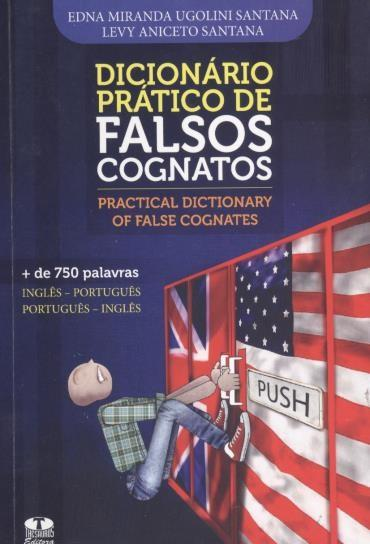 EDNA MIRANDA UGOLINI SANTANA
LEVY ANICETO SANTANA
DICIONÁRIO
PRÁTICO DE
FALSOS
COGNATOS
PRACTICAL DICTIONARY
OF FALSE COGNATES
+ de 750 palavras
INGLÊS – PORTUGUÊS
PORTUGUÊS – INGLÊS
PUSH
T
THESAURUS
Editora